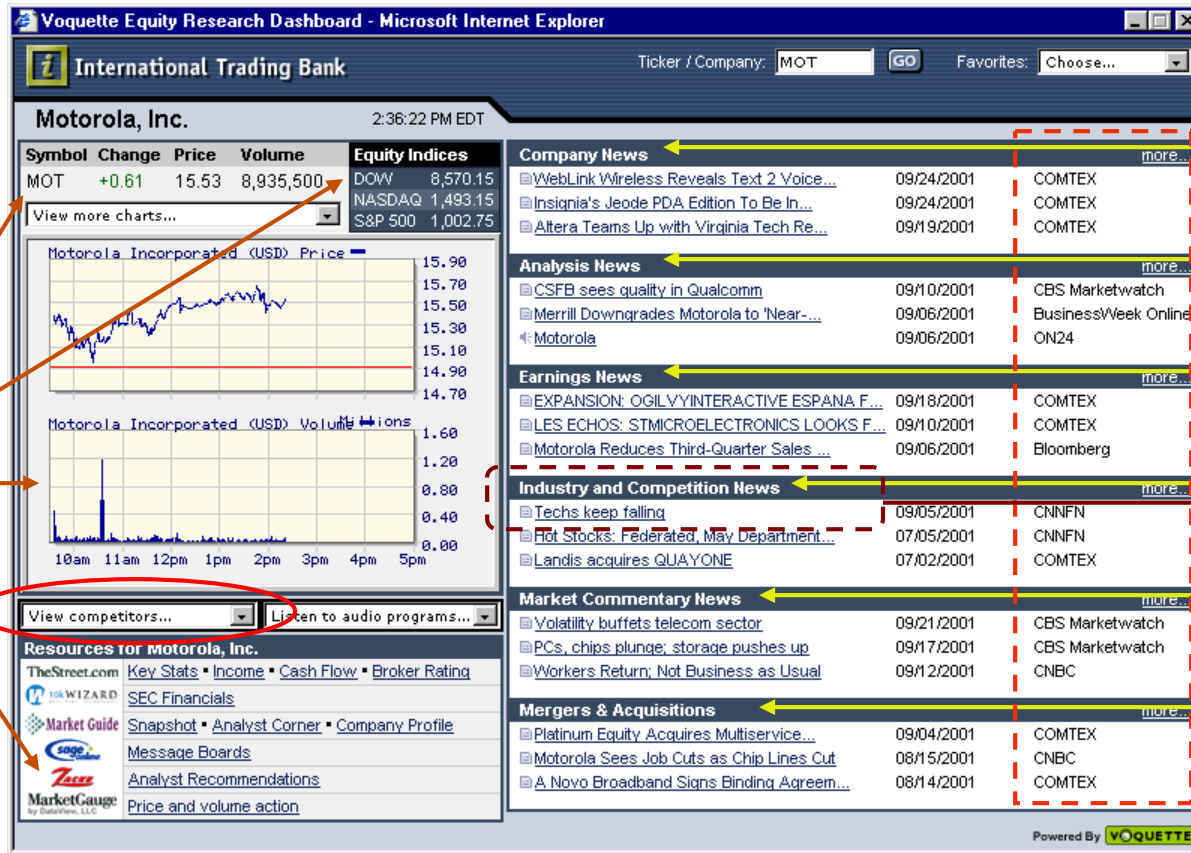 Voquette Equity Research Dashboard - Microsoft Internet Explorer
i International Trading Bank
Ticker / Company: MOT GO Favorites: Choose...
Motorola, Inc. 2:36:22 PM EDT
Symbol Change Price Volume
MOT +0.61 15.53 8,935,500
View more charts...
Equity Indices
DOW 8,570.15
NASDAQ 1,493.15
S&P 500 1,002.75
Motorola Incorporated (USD) Price
15.90
15.70
15.50
15.30
15.10
14.90
14.70
Motorola Incorporated (USD) Volume Millions
1.60
1.20
0.80
0.40
0.00
10am 11am 12pm 1pm 2pm 3pm 4pm 5pm
View competitors... Listen to audio programs...
Resources for Motorola, Inc.
TheStreet.com Key Stats ▪ Income ▪ Cash Flow ▪ Broker Rating
10K WIZARD SEC Financials
Market Guide Snapshot ▪ Analyst Corner ▪ Company Profile
sage online Message Boards
Zacks Analyst Recommendations
MarketGauge by DataView, LLC Price and volume action
Company News more...
WebLink Wireless Reveals Text 2 Voice... 09/24/2001 COMTEX
Insignia's Jeode PDA Edition To Be In... 09/24/2001 COMTEX
Altera Teams Up with Virginia Tech Re... 09/19/2001 COMTEX
Analysis News more...
CSFB sees quality in Qualcomm 09/10/2001 CBS Marketwatch
Merrill Downgrades Motorola to 'Near-... 09/06/2001 BusinessWeek Online
Motorola 09/06/2001 ON24
Earnings News more...
EXPANSION: OGILVYINTERACTIVE ESPANA F... 09/18/2001 COMTEX
LES ECHOS: STMICROELECTRONICS LOOKS F... 09/10/2001 COMTEX
Motorola Reduces Third-Quarter Sales ... 09/06/2001 Bloomberg
Industry and Competition News more...
Techs keep falling 09/05/2001 CNNFN
Hot Stocks: Federated, May Department... 07/05/2001 CNNFN
Landis acquires QUAYONE 07/02/2001 COMTEX
Market Commentary News more...
Volatility buffets telecom sector 09/21/2001 CBS Marketwatch
PCs, chips plunge; storage pushes up 09/17/2001 CBS Marketwatch
Workers Return; Not Business as Usual 09/12/2001 CNBC
Mergers & Acquisitions more...
Platinum Equity Acquires Multiservice... 09/04/2001 COMTEX
Motorola Sees Job Cuts as Chip Lines Cut 08/15/2001 CNBC
A Novo Broadband Signs Binding Agreem... 08/14/2001 COMTEX
Powered By VOQUETTE